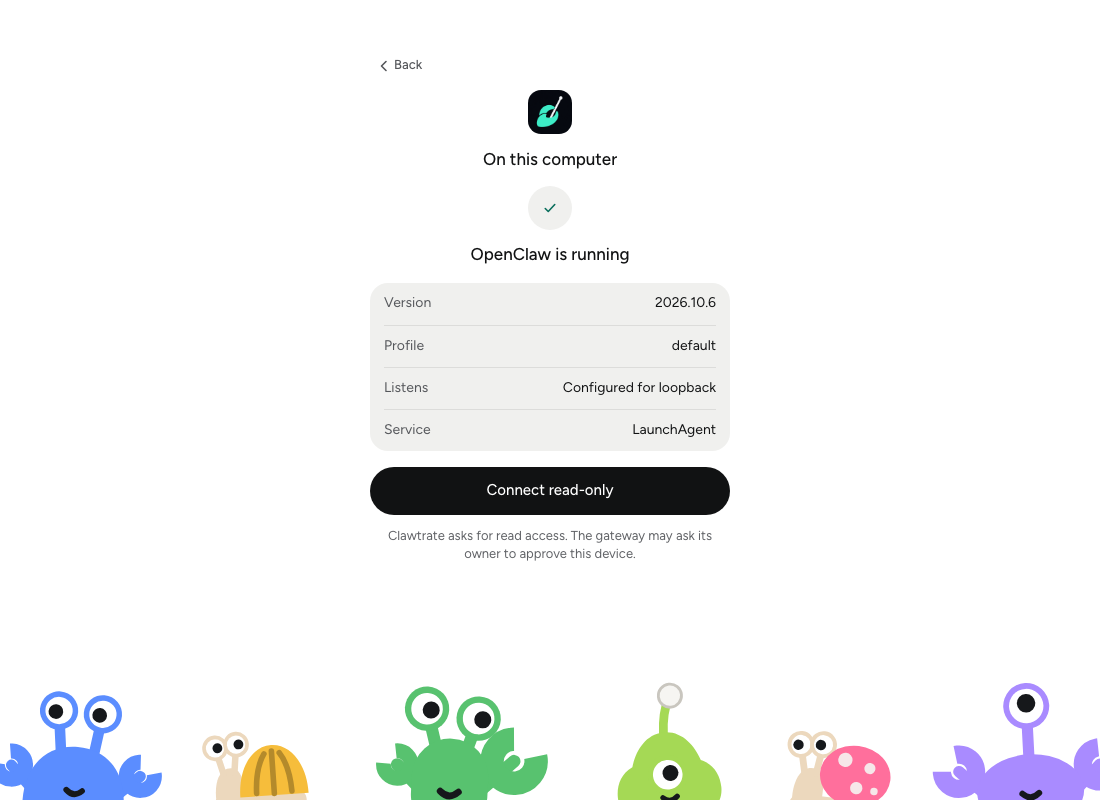 Back
On this computer
OpenClaw is running
Version 2026.10.6
Profile default
Listens Configured for loopback
Service LaunchAgent
Connect read-only
Clawtrate asks for read access. The gateway may ask its
owner to approve this device.